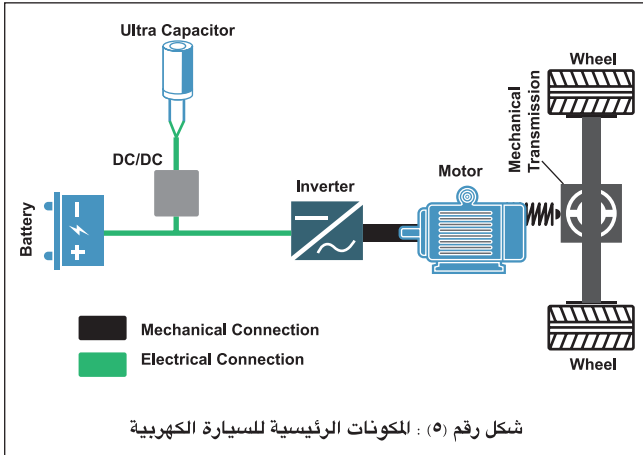 Ultra Capacitor
Wheel
Mechanical
Transmission
DC/DC
Motor
Inverter
Battery
Wheel
Mechanical Connection
Electrical Connection
شكل رقم (٥) : المكونات الرئيسية للسيارة الكهربية